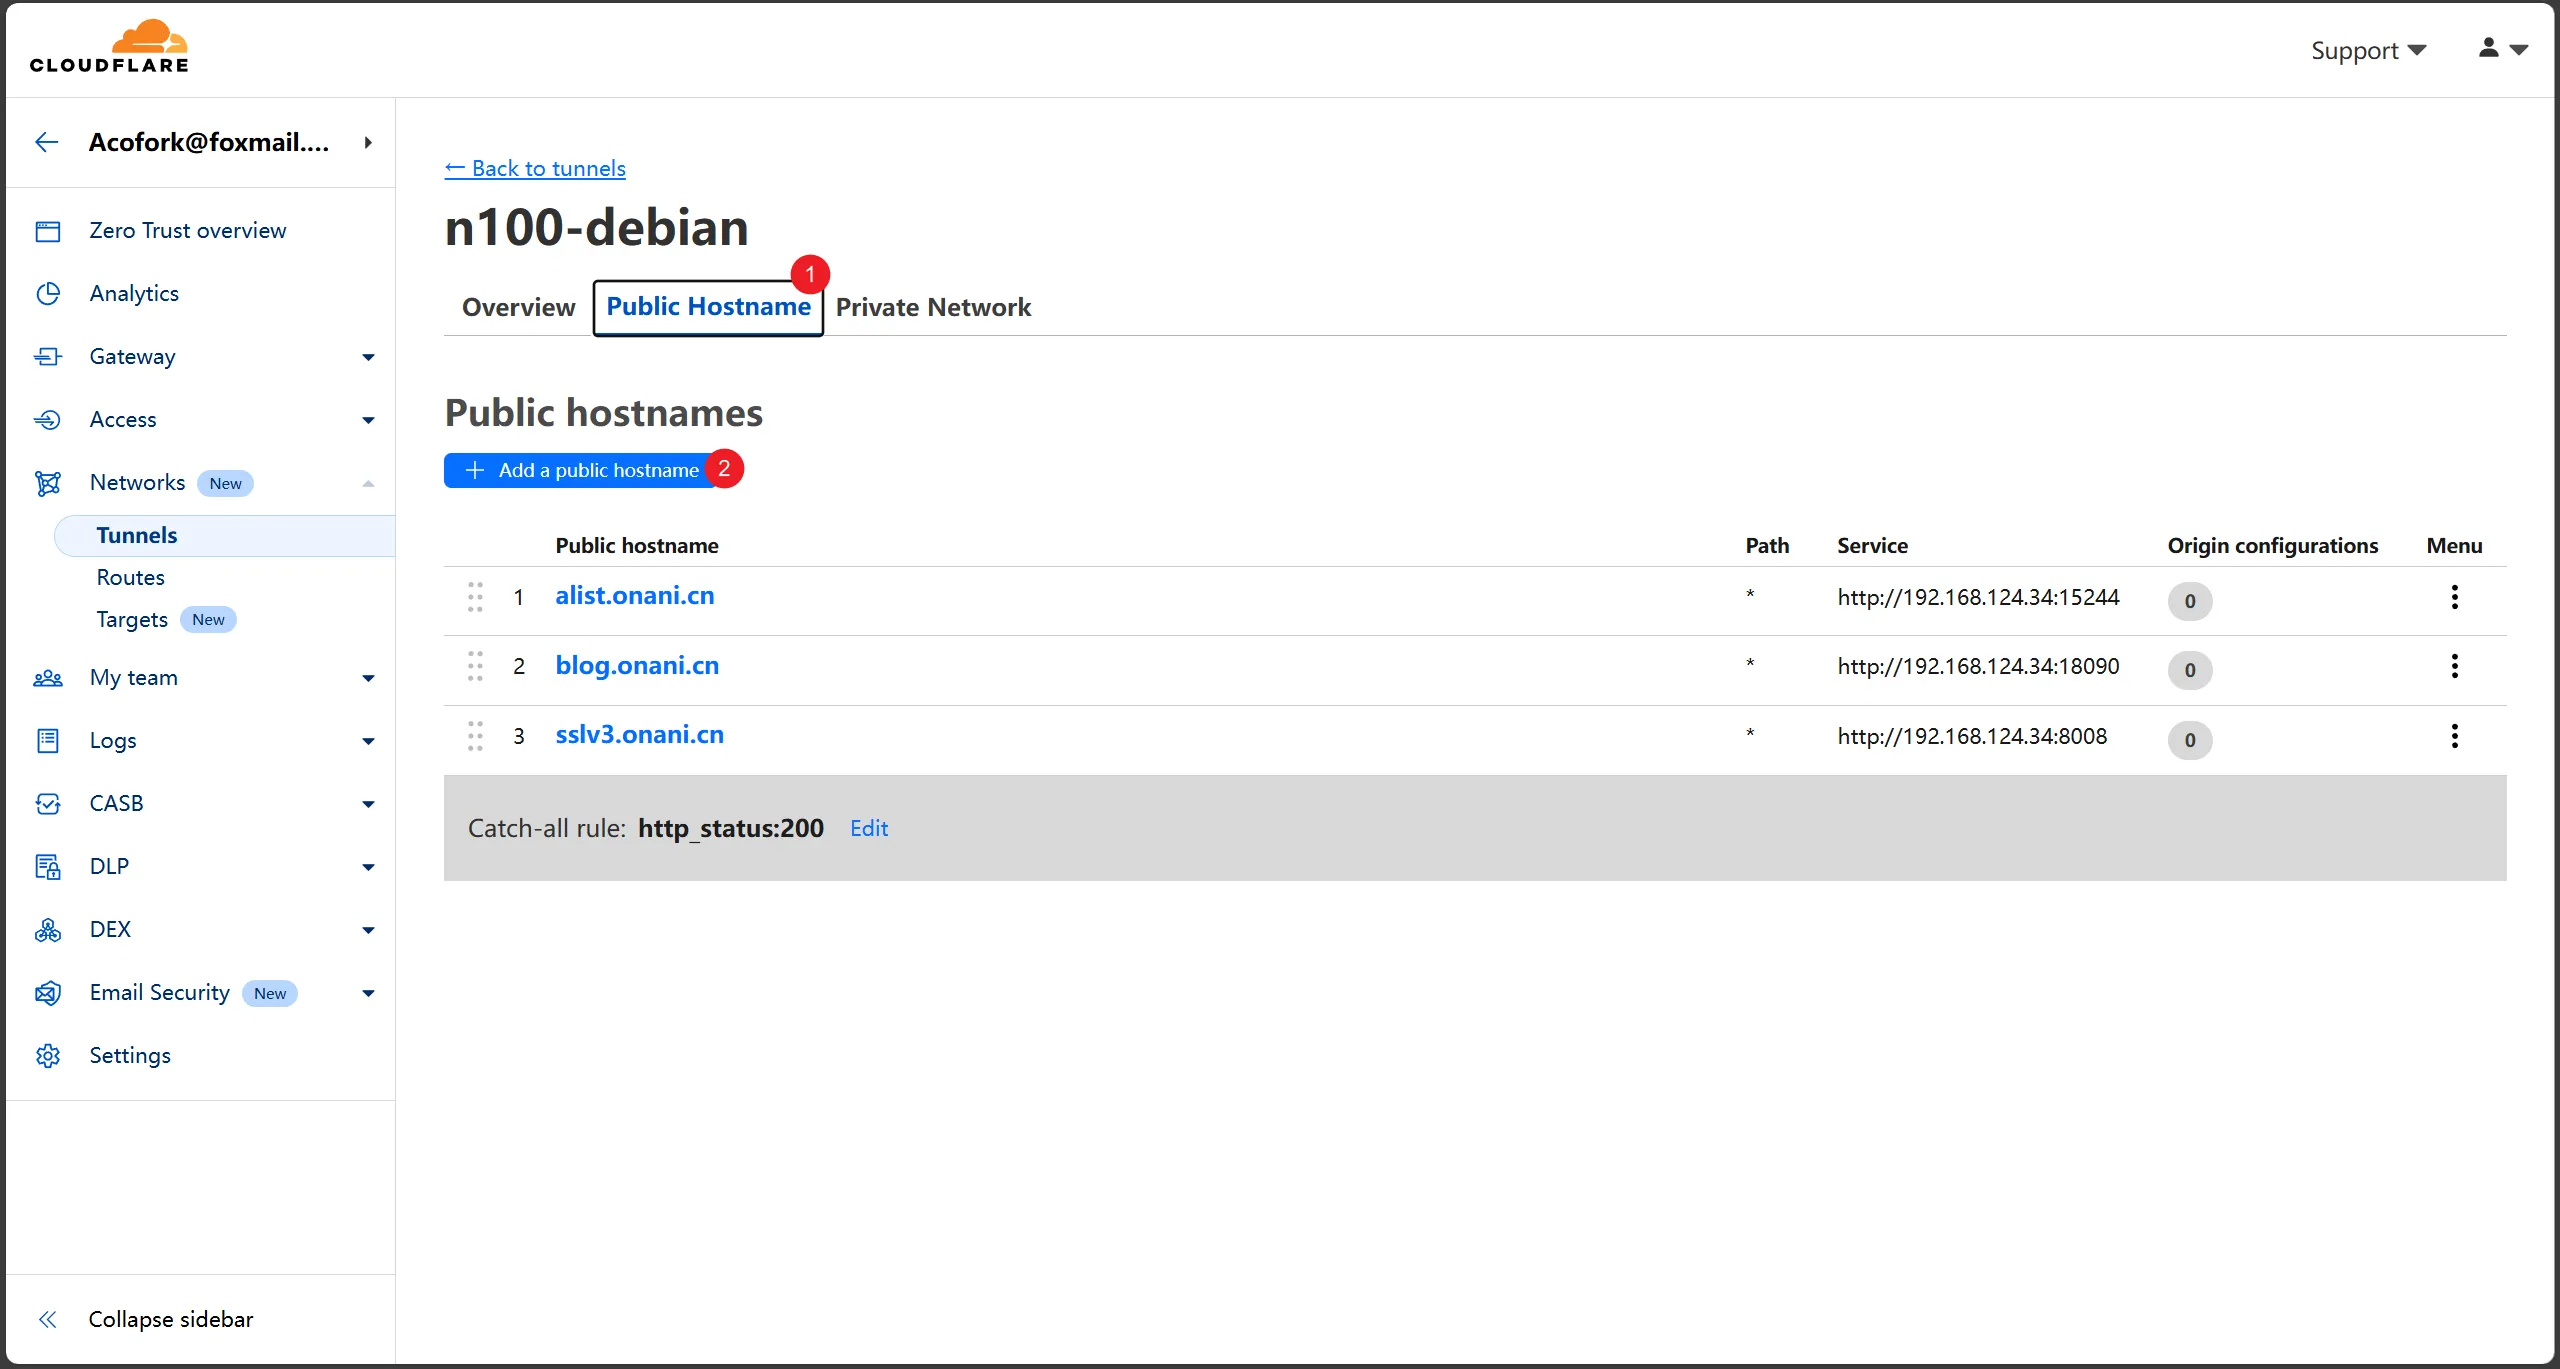 CLOUDFLARE
Support
Acofork@foxmail....
Zero Trust overview
Analytics
Gateway
Access
Networks New
Tunnels
Routes
Targets New
My team
Logs
CASB
DLP
DEX
Email Security New
Settings
Collapse sidebar
← Back to tunnels
n100-debian
1
Overview Public Hostname Private Network
Public hostnames
+ Add a public hostname 2
Public hostname Path Service Origin configurations Menu
1 alist.onani.cn * http://192.168.124.34:15244 0
2 blog.onani.cn * http://192.168.124.34:18090 0
3 sslv3.onani.cn * http://192.168.124.34:8008 0
Catch-all rule: http_status:200 Edit